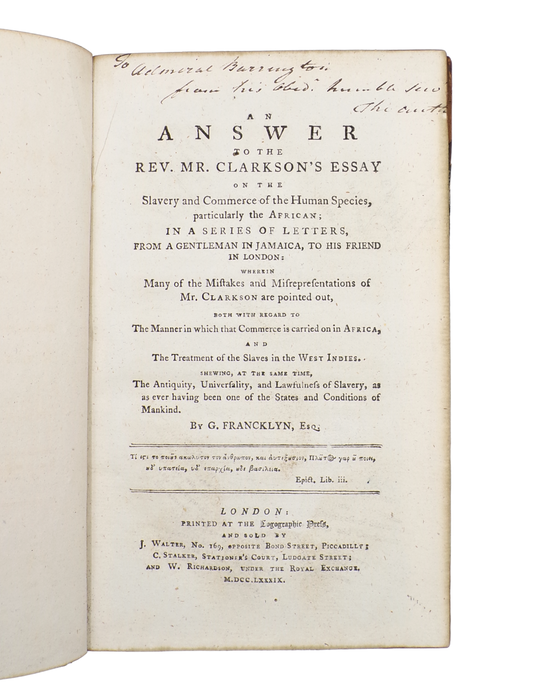 To Admiral Barrington
from his Obed.t humble
The auth
AN
ANSWER
TO THE
REV. MR. CLARKSON'S ESSAY
ON THE
Slavery and Commerce of the Human Species,
particularly the AFRICAN;
IN A SERIES OF LETTERS,
FROM A GENTLEMAN IN JAMAICA, TO HIS FRIEND
IN LONDON:
WHEREIN
Many of the Miſtakes and Miſrepreſentations of
Mr. CLARKSON are pointed out,
BOTH WITH REGARD TO
The Manner in which that Commerce is carried on in AFRICA,
AND
The Treatment of the Slaves in the WEST INDIES.
SHEWING, AT THE SAME TIME,
The Antiquity, Univerſality, and Lawfulneſs of Slavery, as
as ever having been one of the States and Conditions of
Mankind.
By G. FRANCKLYN, Esq;
Epict. Lib. iii.
LONDON:
PRINTED AT THE Logographic Preſs,
AND SOLD BY
J. WALTER, No. 169, OPPOSITE BOND STREET, PICCADILLY;
C. STALKER, STATIONER'S COURT, LUDGATE STREET;
AND W. RICHARDSON, UNDER THE ROYAL EXCHANGE.
M.DCC.LXXXIX.